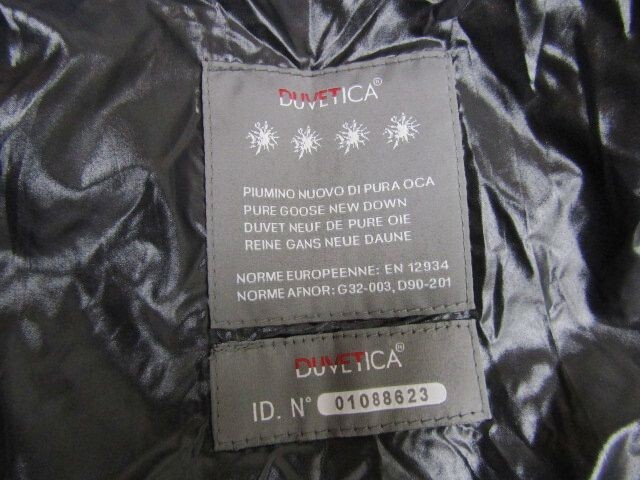 DUVETICA®
PIUMINO NUOVO DI PURA OCA
PURE GOOSE NEW DOWN
DUVET NEUF DE PURE OIE
REINE GANS NEUE DAUNE
NORME EUROPEENNE: EN 12934
NORME AFNOR: G32-003, D90-201
DUVETICA®
ID. N° 01088623